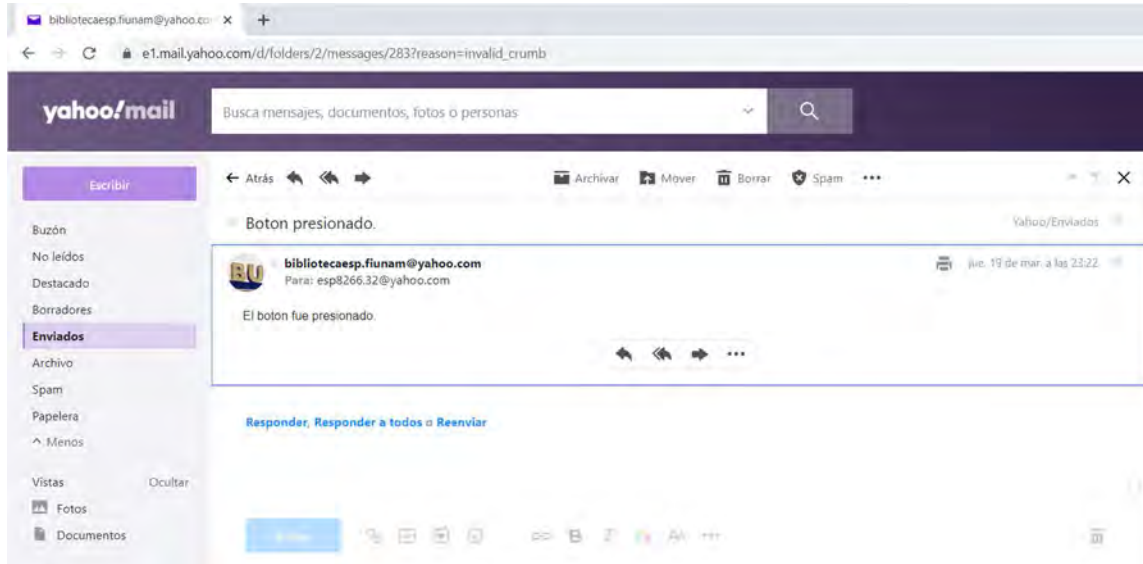 bibliotecaesp.fiunam@yahoo.co
e1.mail.yahoo.com/d/folders/2/messages/283?reason=invalid_crumb
yahoo!mail
Busca mensajes, documentos, fotos o personas
Escribir
Atrás Archivar Mover Borrar Spam
Boton presionado. Yahoo/Enviados
Buzón
No leídos
Destacado
Borradores
Enviados
Archivo
Spam
Papelera
Menos
Vistas Ocultar
Fotos
Documentos
BU
bibliotecaesp.fiunam@yahoo.com jue. 19 de mar. a las 23:22
Para: esp8266.32@yahoo.com
El boton fue presionado.
Responder, Responder a todos o Reenviar